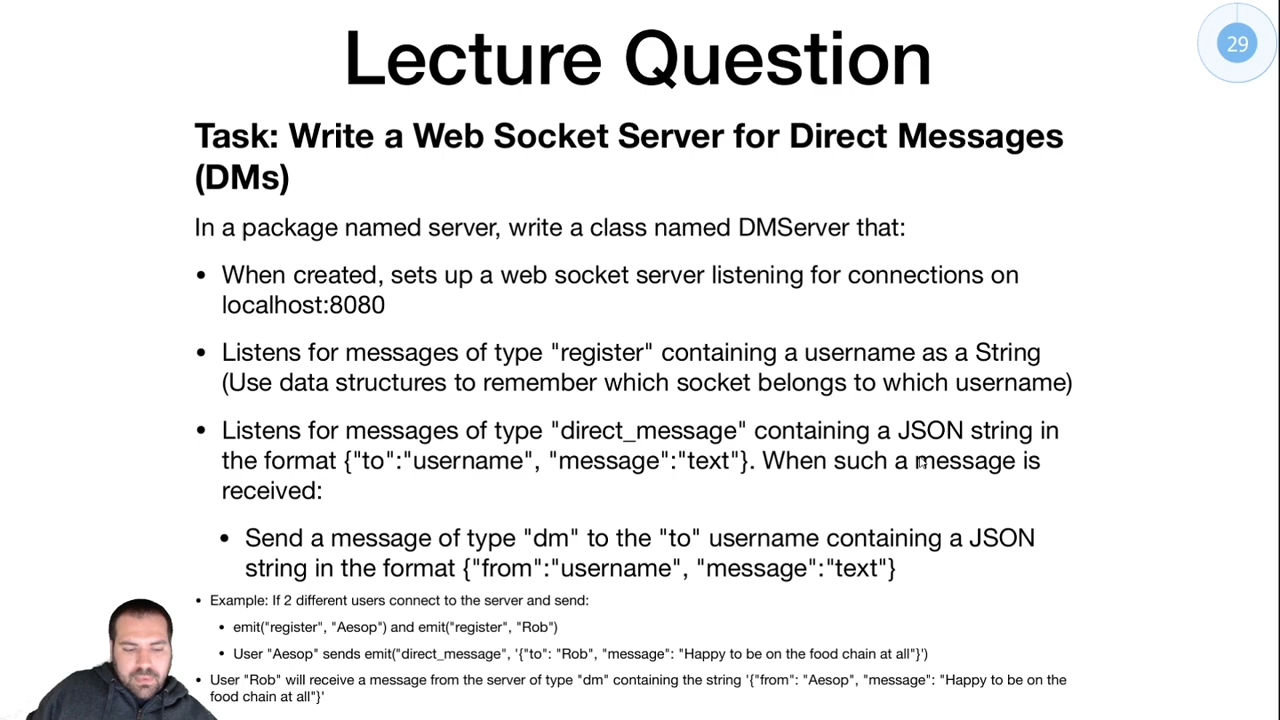 Lecture Question
29
Task: Write a Web Socket Server for Direct Messages
(DMs)
In a package named server, write a class named DMServer that:
• When created, sets up a web socket server listening for connections on
localhost:8080
• Listens for messages of type "register" containing a username as a String
(Use data structures to remember which socket belongs to which username)
• Listens for messages of type "direct_message" containing a JSON string in
the format {"to":"username", "message":"text"}. When such a message is
received:
• Send a message of type "dm" to the "to" username containing a JSON
string in the format {"from":"username", "message":"text"}
• Example: If 2 different users connect to the server and send:
• emit("register", "Aesop") and emit("register", "Rob")
• User "Aesop" sends emit("direct_message", '{"to": "Rob", "message": "Happy to be on the food chain at all"}')
• User "Rob" will receive a message from the server of type "dm" containing the string '{"from": "Aesop", "message": "Happy to be on the
food chain at all"}'